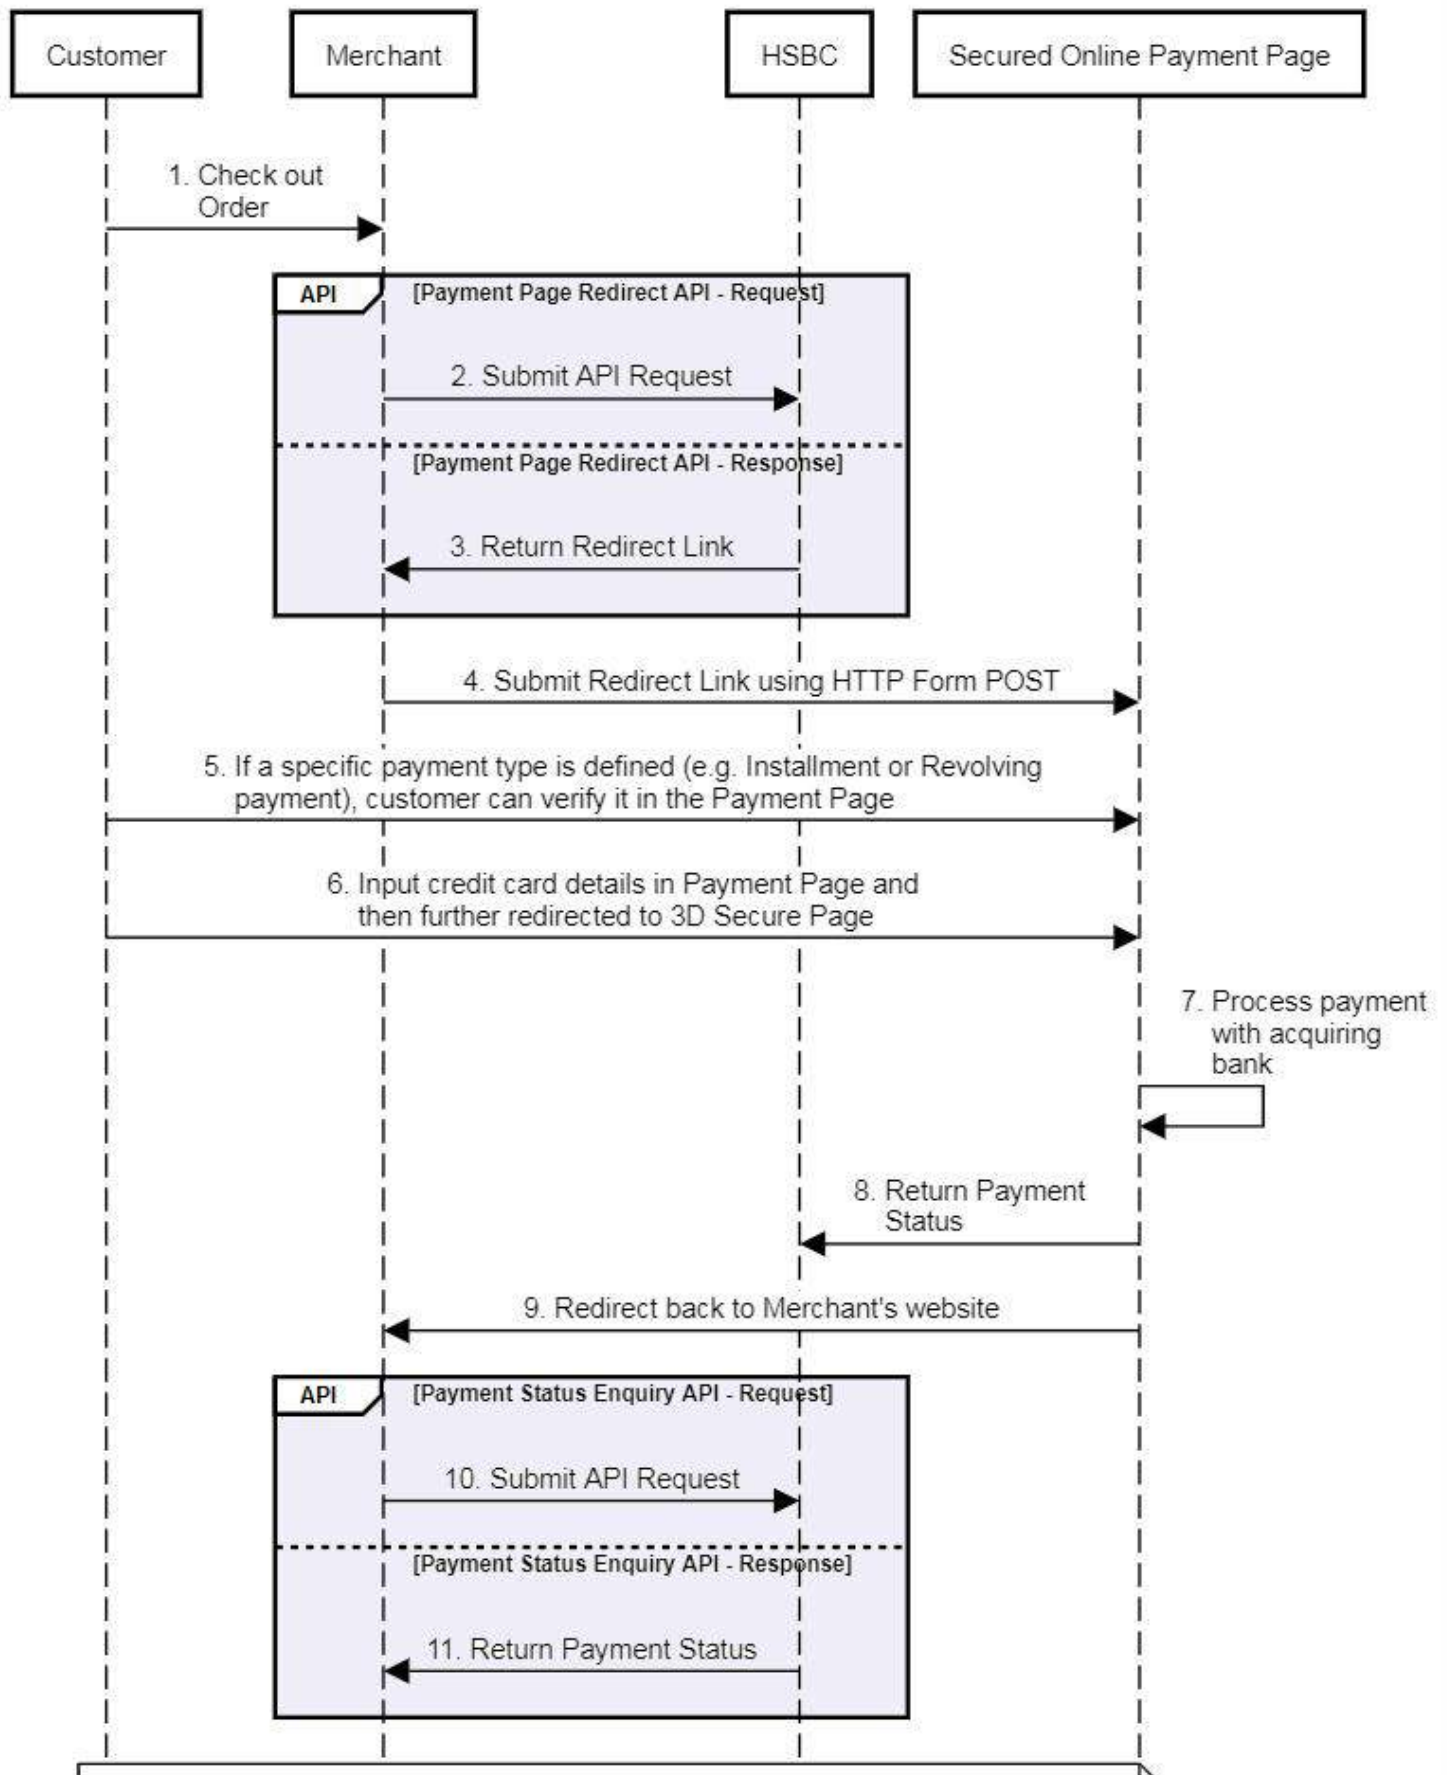 Customer
Merchant
HSBC
Secured Online Payment Page
1. Check out
Order
API
[Payment Page Redirect API - Request]
2. Submit API Request
[Payment Page Redirect API - Response]
3. Return Redirect Link
4. Submit Redirect Link using HTTP Form POST
5. If a specific payment type is defined (e.g. Installment or Revolving
payment), customer can verify it in the Payment Page
6. Input credit card details in Payment Page and
then further redirected to 3D Secure Page
7. Process payment
with acquiring
bank
8. Return Payment
Status
9. Redirect back to Merchant's website
API
[Payment Status Enquiry API - Request]
10. Submit API Request
[Payment Status Enquiry API - Response]
11. Return Payment Status